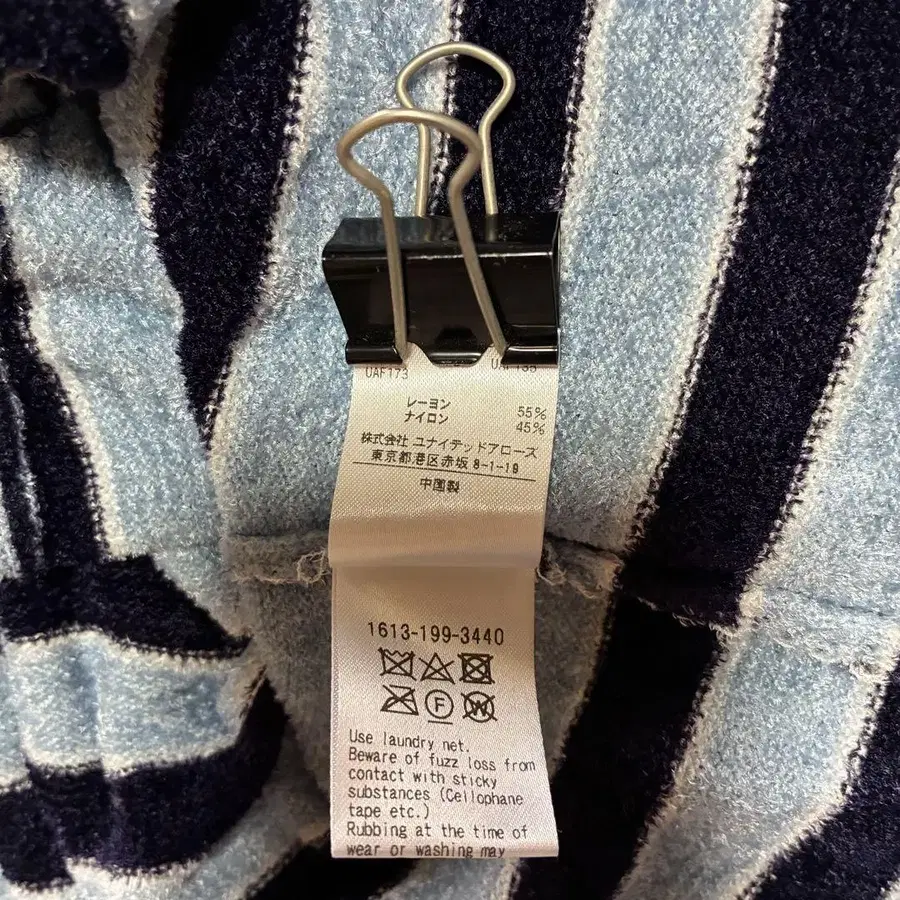 UAF173
レーヨン 55%
ナイロン 45%
株式会社 ユナイテッドアローズ
東京都港区赤坂 8-1-19
中国製
1613-199-3440
F W
Use laundry net.
Beware of fuzz loss from
contact with sticky
substances (Cellophane
tape etc.)
Rubbing at the time of
wear or washing may